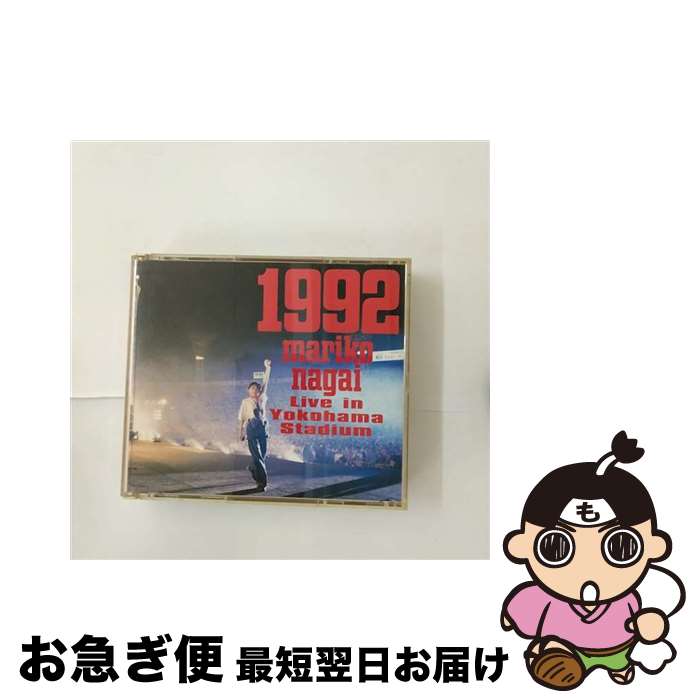 1992
mariko
nagai
Live in
Yokohama
Stadium
も
お急ぎ便 最短翌日お届け